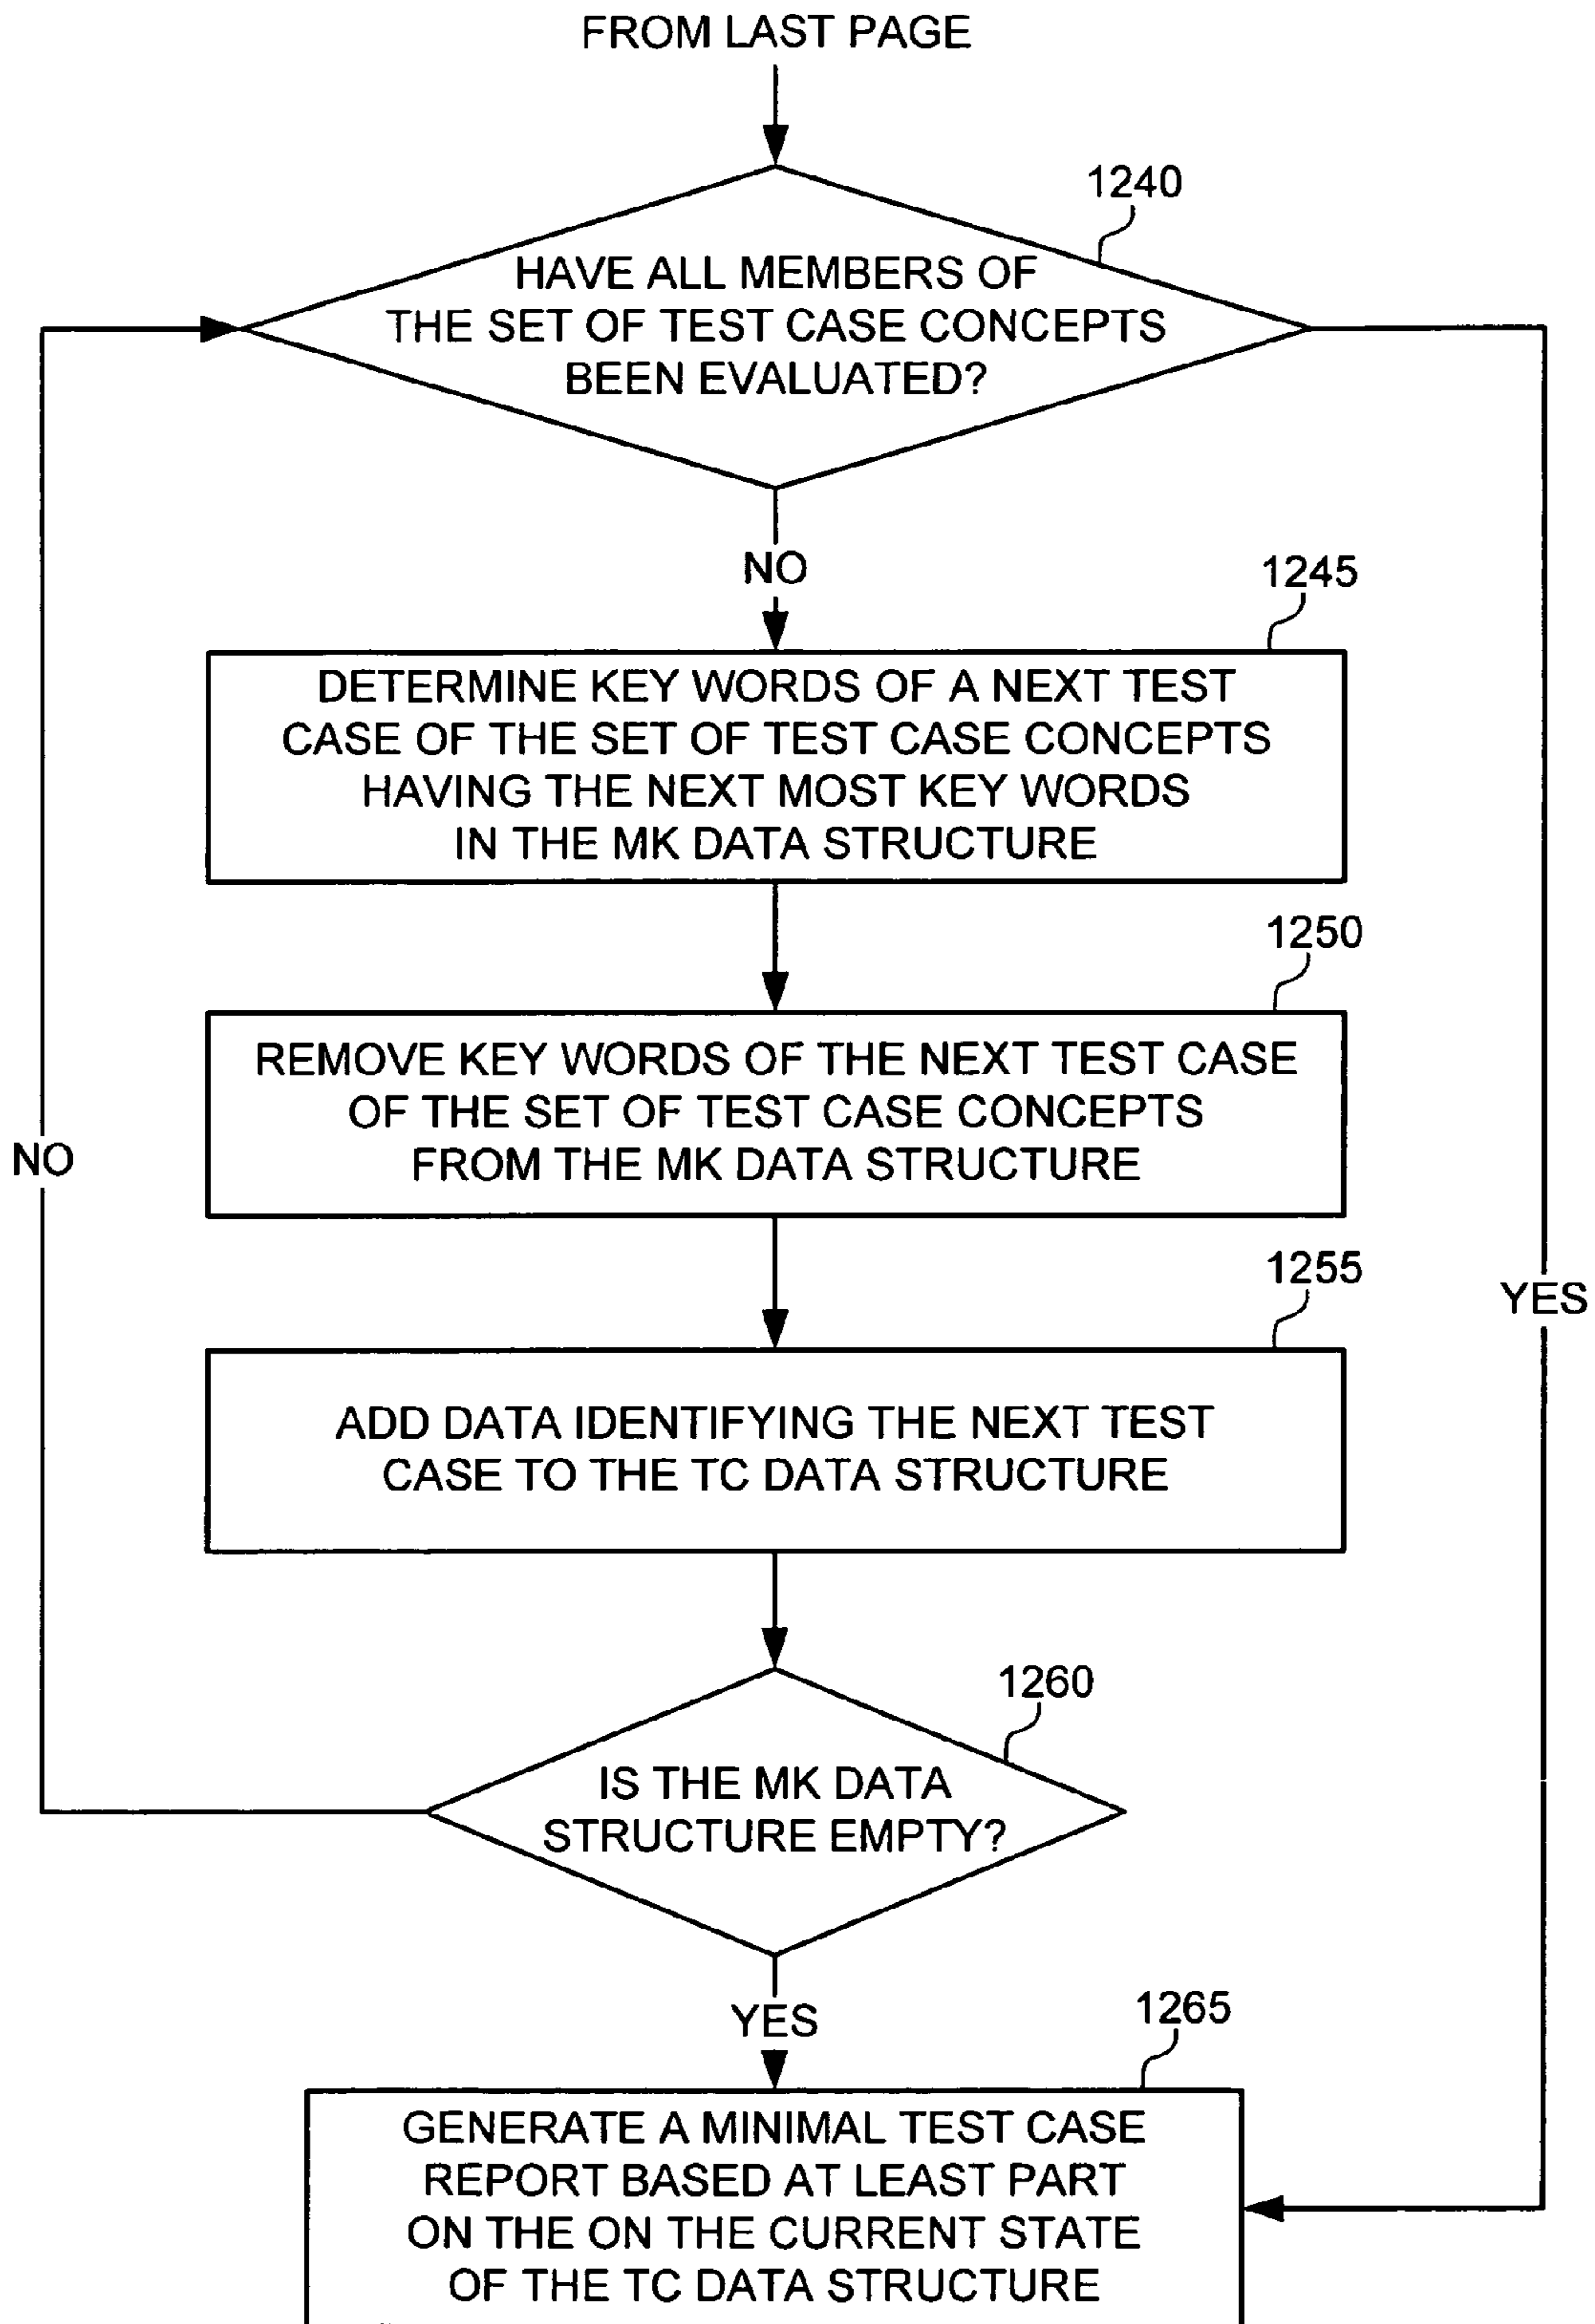 FROM LAST PAGE
1240
HAVE ALL MEMBERS OF
THE SET OF TEST CASE CONCEPTS
BEEN EVALUATED?
NO
1245
DETERMINE KEY WORDS OF A NEXT TEST
CASE OF THE SET OF TEST CASE CONCEPTS
HAVING THE NEXT MOST KEY WORDS
IN THE MK DATA STRUCTURE
1250
REMOVE KEY WORDS OF THE NEXT TEST CASE
OF THE SET OF TEST CASE CONCEPTS
FROM THE MK DATA STRUCTURE
NO
1255
YES
ADD DATA IDENTIFYING THE NEXT TEST
CASE TO THE TC DATA STRUCTURE
1260
IS THE MK DATA
STRUCTURE EMPTY?
YES
1265
GENERATE A MINIMAL TEST CASE
REPORT BASED AT LEAST PART
ON THE ON THE CURRENT STATE
OF THE TC DATA STRUCTURE